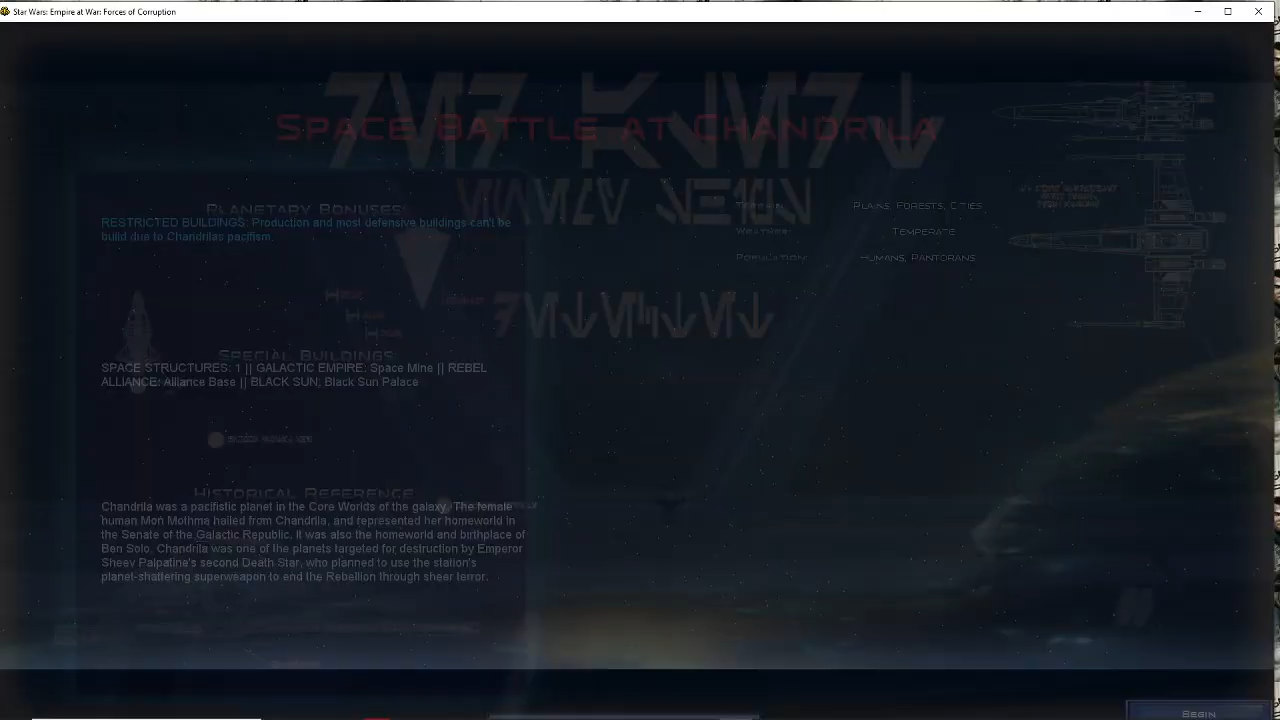 Star Wars: Empire at War: Forces of Corruption
Space Battle at Chandrila
Planetary Bonuses:
RESTRICTED BUILDINGS: Production and most defensive buildings can't be
build due to Chandrilas pacifism.
Terrain: Plains, Forests, Cities
Weather: Temperate
Population: Humans, Pantorans
Special Buildings
SPACE STRUCTURES: 1 || GALACTIC EMPIRE: Space Mine || REBEL
ALLIANCE: Alliance Base || BLACK SUN: Black Sun Palace
Historical Reference
Chandrila was a pacifistic planet in the Core Worlds of the galaxy. The female
human Mon Mothma hailed from Chandrila, and represented her homeworld in
the Senate of the Galactic Republic. It was also the homeworld and birthplace of
Ben Solo. Chandrila was one of the planets targeted for destruction by Emperor
Sheev Palpatine's second Death Star, who planned to use the station's
planet-shattering superweapon to end the Rebellion through sheer terror.
Begin